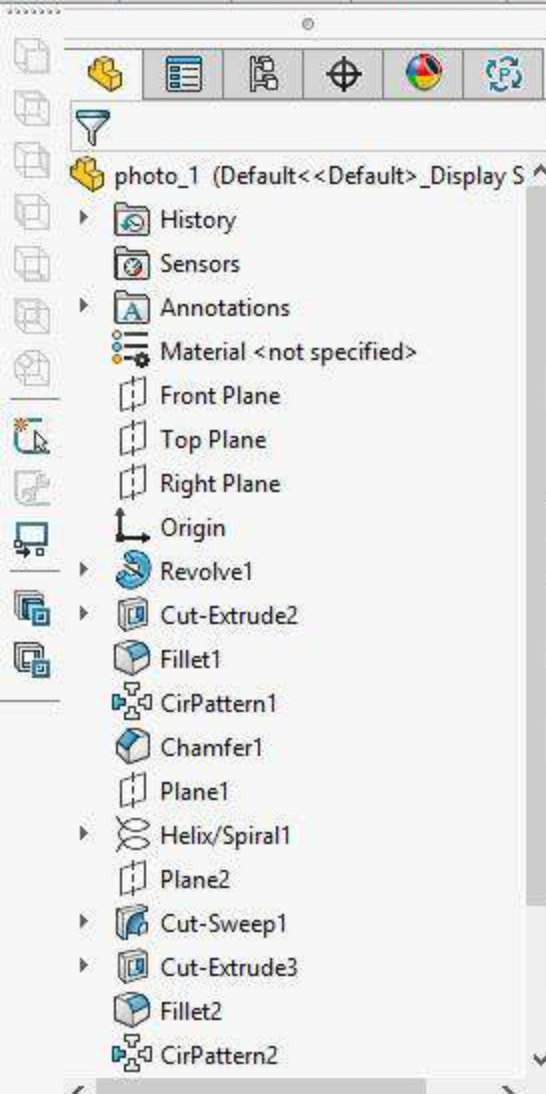 photo_1 (Default<<Default>_Display S
History
Sensors
Annotations
Material <not specified>
Front Plane
Top Plane
Right Plane
Origin
Revolve1
Cut-Extrude2
Fillet1
CirPattern1
Chamfer1
Plane1
Helix/Spiral1
Plane2
Cut-Sweep1
Cut-Extrude3
Fillet2
CirPattern2